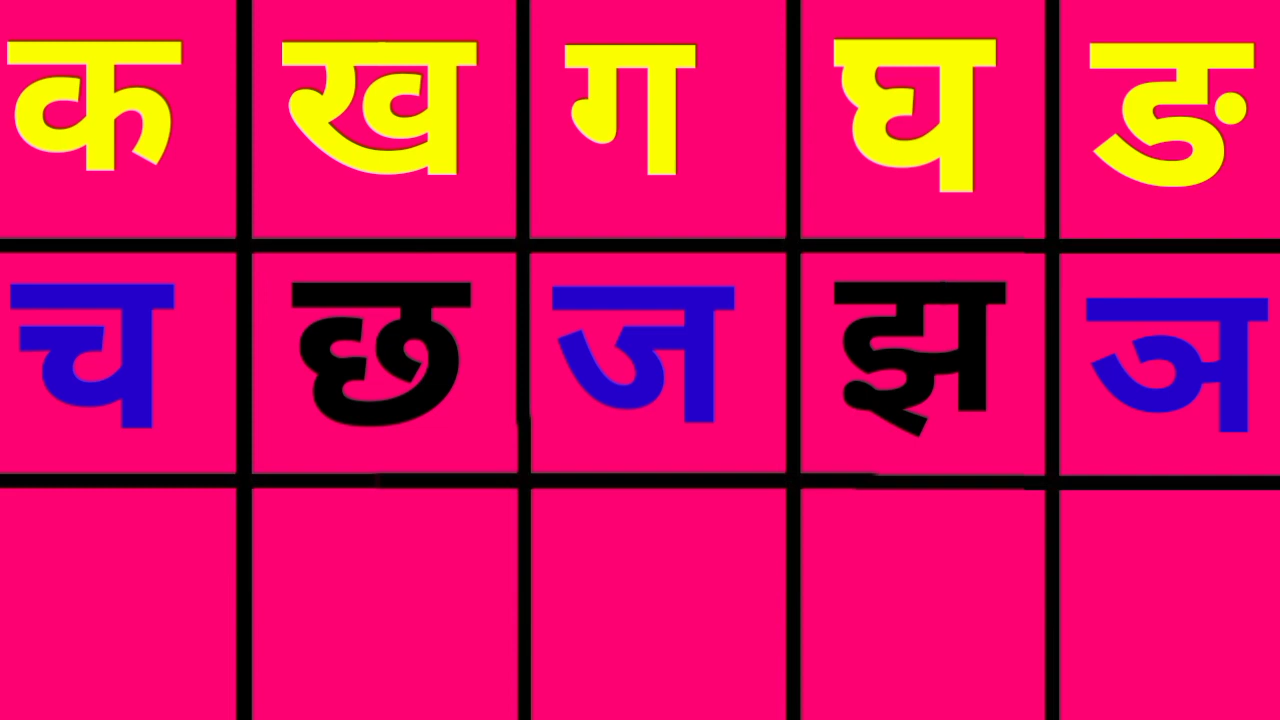 क ख ग घ ङ
च छ ज झ ञ